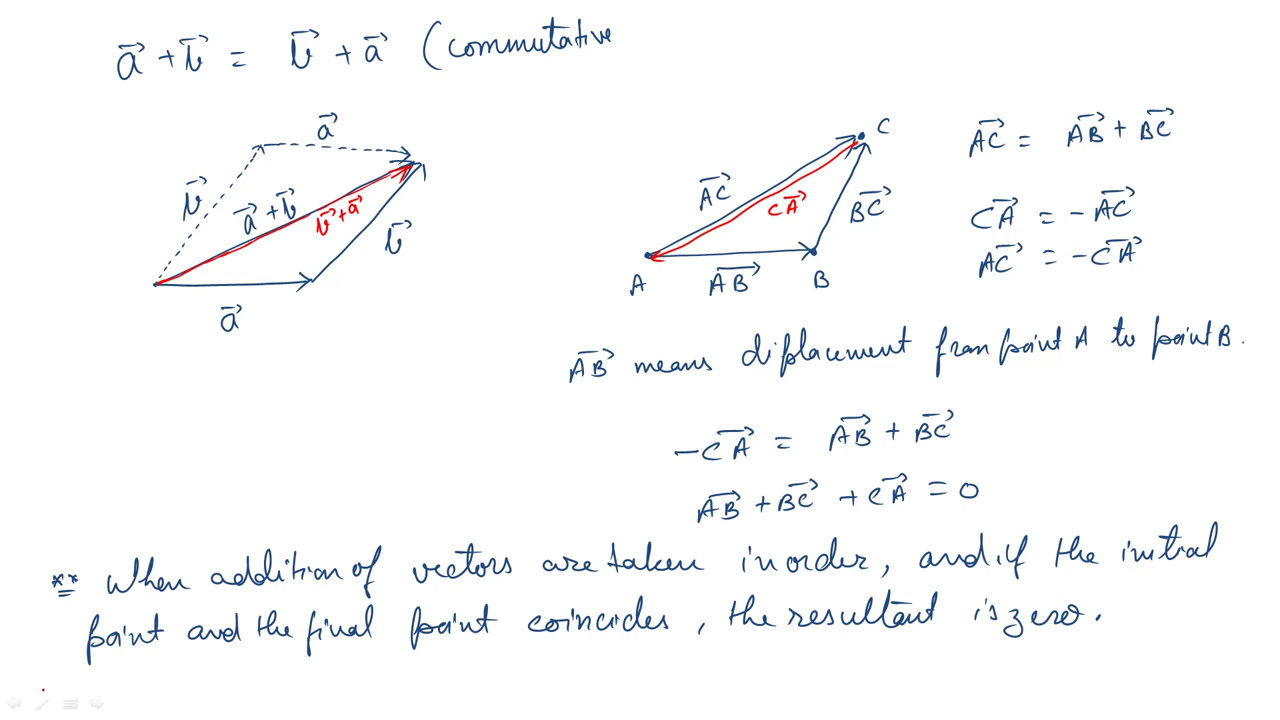 a⃗ + b⃗ = b⃗ + a⃗ (commutative
a⃗
b⃗
a⃗ + b⃗
b⃗ + a⃗
b⃗
a⃗
C
AC⃗
CA⃗
BC⃗
A
AB⃗
B
AC⃗ = AB⃗ + BC⃗
CA⃗ = -AC⃗
AC⃗ = -CA⃗
AB⃗ means displacement from point A to point B.
-CA⃗ = AB⃗ + BC⃗
AB⃗ + BC⃗ + CA⃗ = 0
** When addition of vectors are taken in order, and if the initial
point and the final point coincides, the resultant is zero.